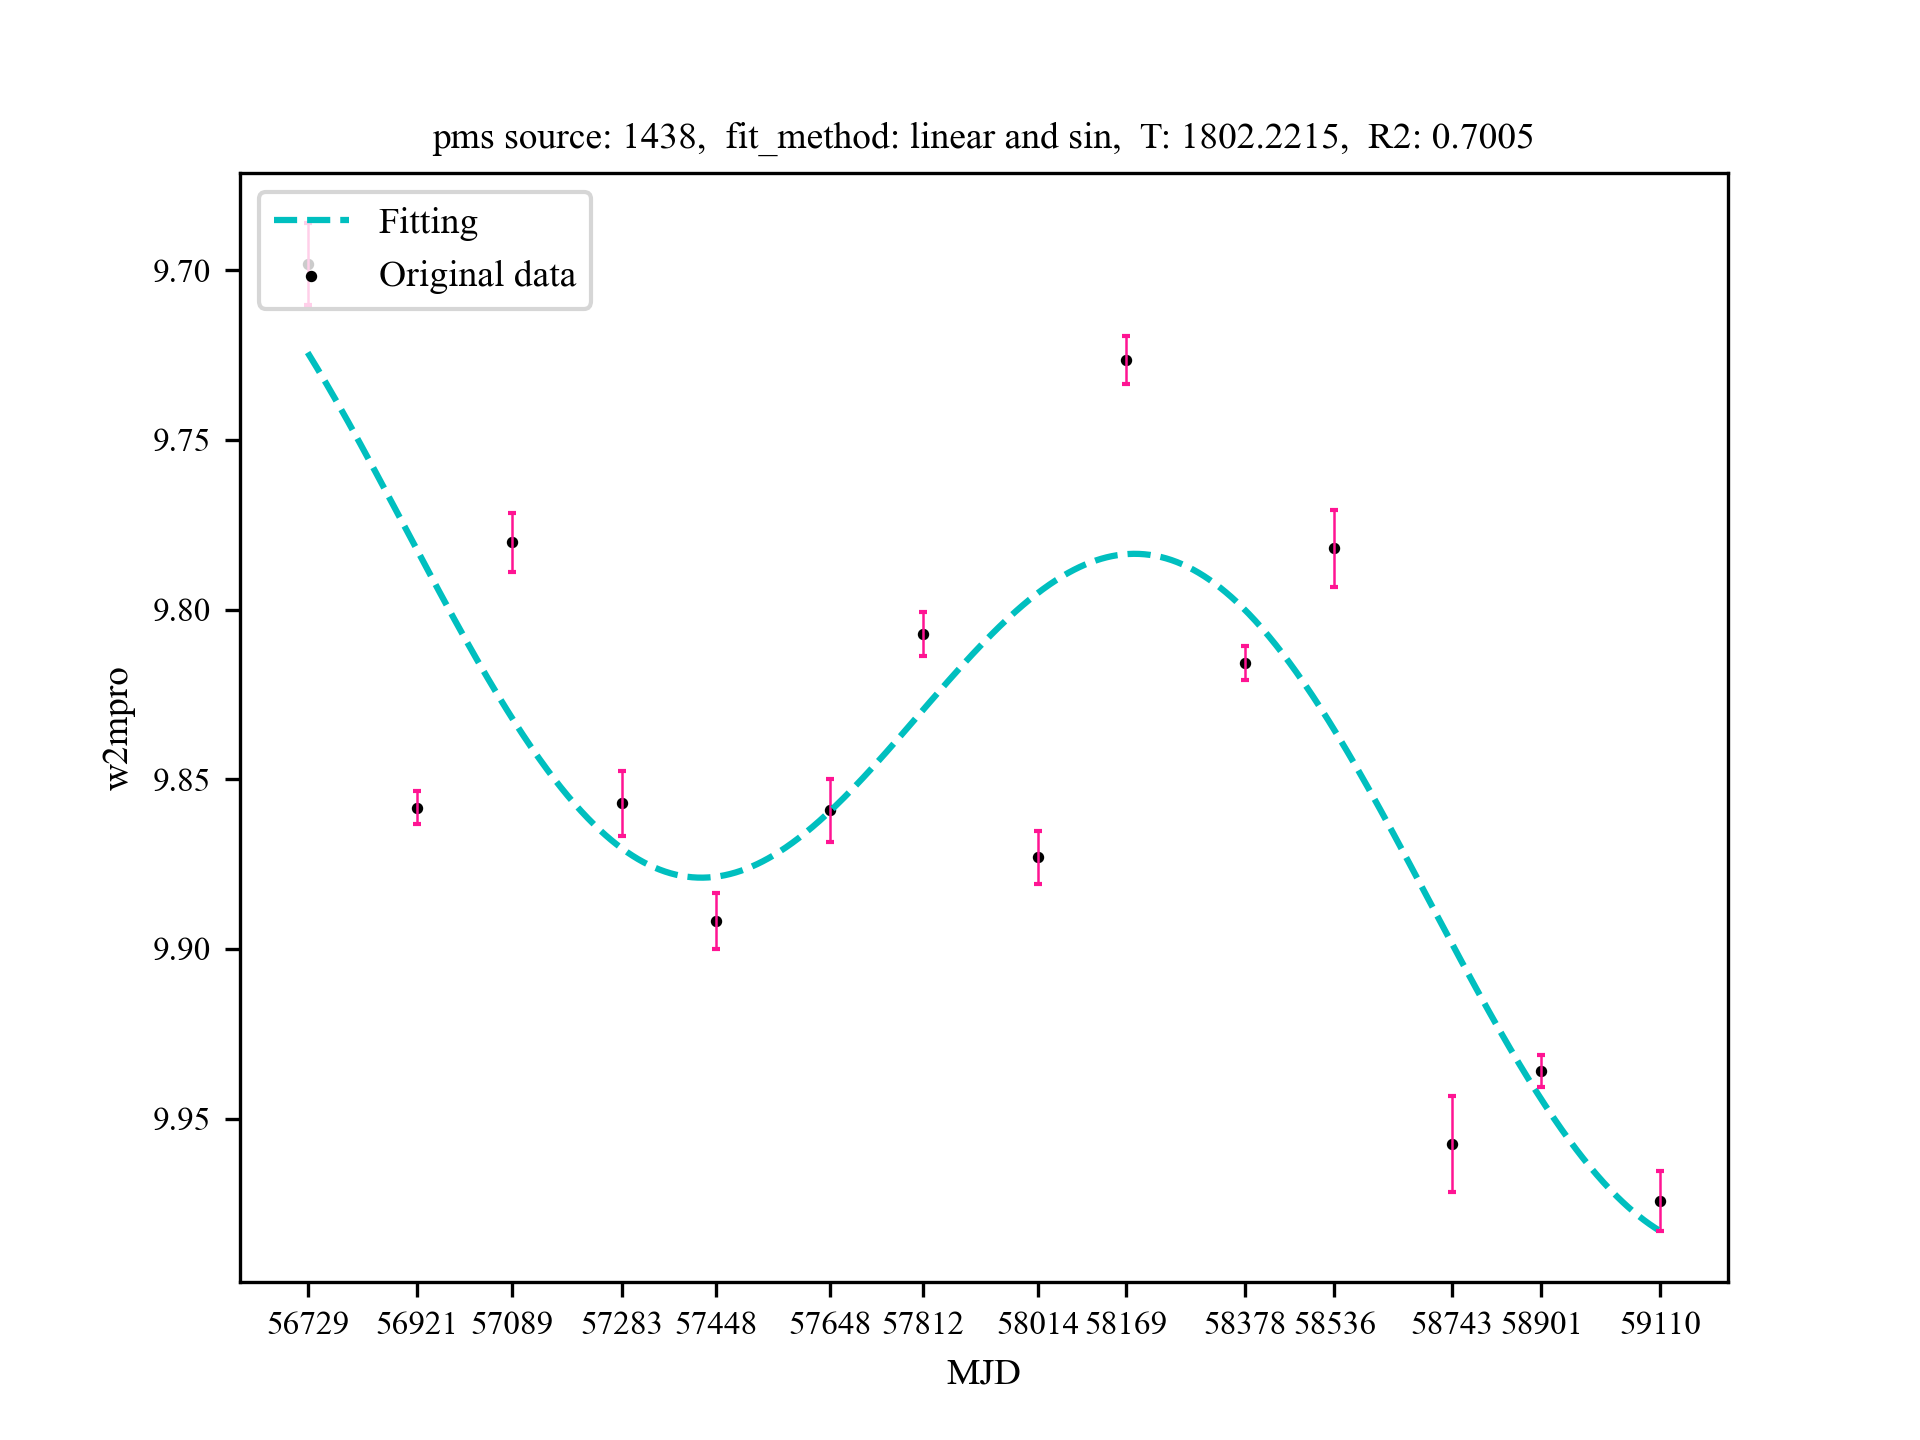 pms source: 1438, fit_method: linear and sin, T: 1802.2215, R2: 0.7005
Fitting
Original data
9.70
9.75
9.80
9.85
9.90
9.95
w2mpro
56729 56921 57089 57283 57448 57648 57812 58014 58169 58378 58536 58743 58901 59110
MJD